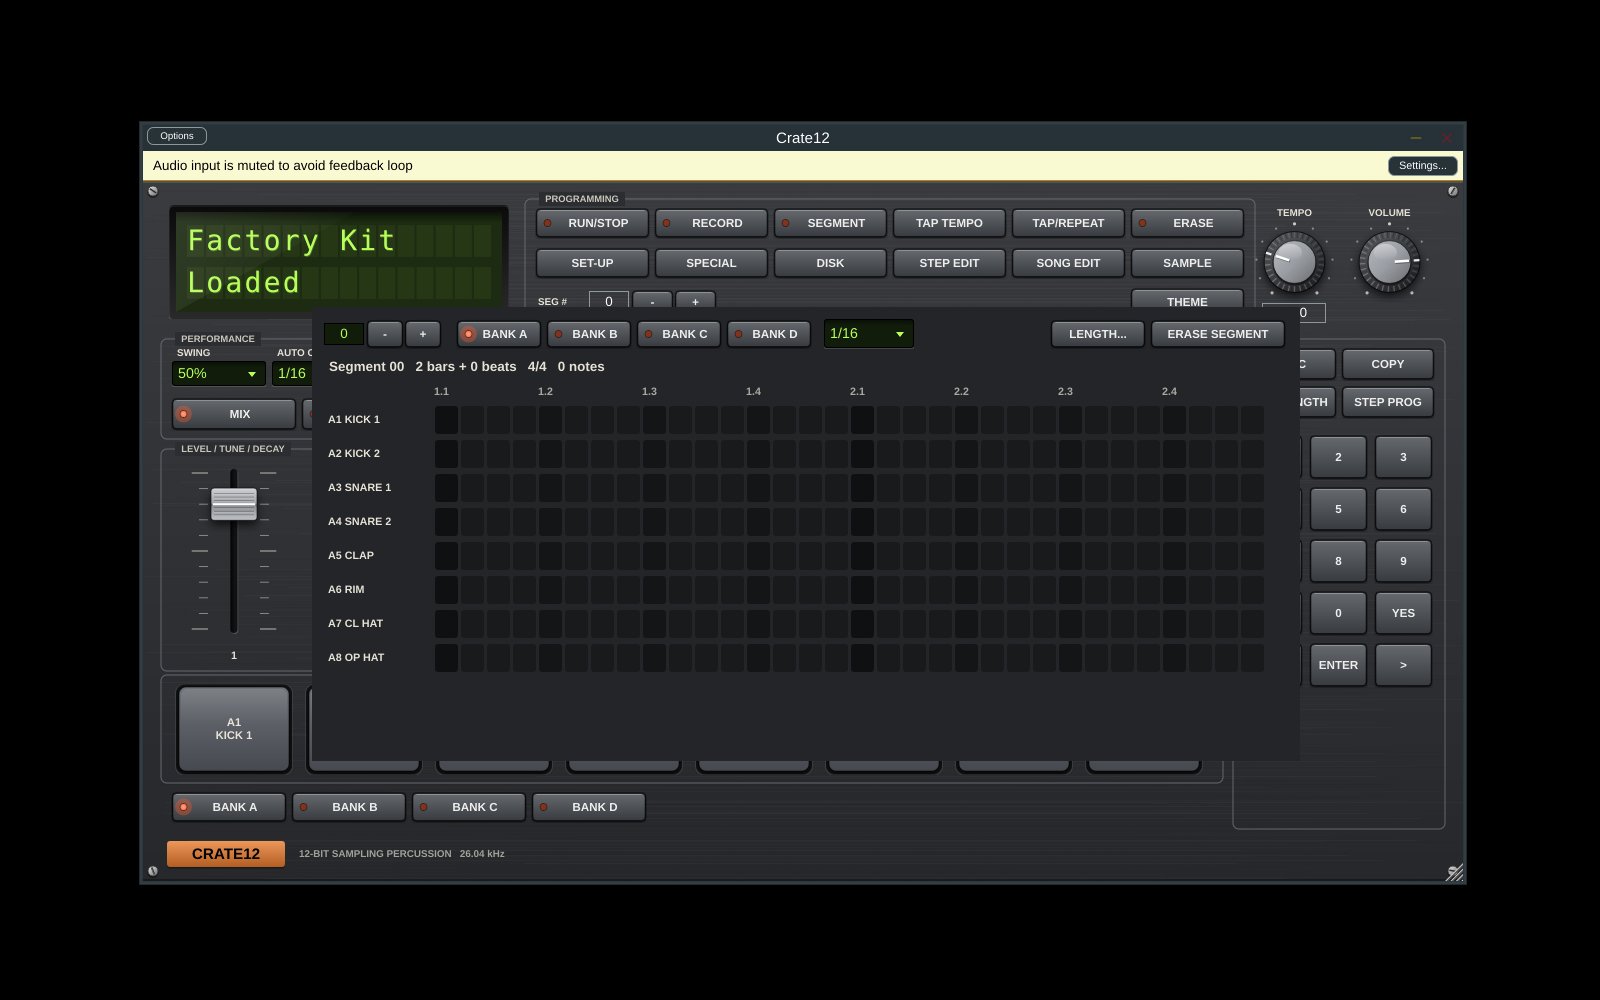 Options
Crate12
Audio input is muted to avoid feedback loop
Settings...
Factory Kit
Loaded
PROGRAMMING
RUN/STOP RECORD SEGMENT TAP TEMPO TAP/REPEAT ERASE
SET-UP SPECIAL DISK STEP EDIT SONG EDIT SAMPLE
SEG # 0 - + THEME
TEMPO VOLUME
PERFORMANCE
SWING
50%
1/16
MIX
0 - + BANK A BANK B BANK C BANK D 1/16 LENGTH... ERASE SEGMENT
Segment 00 2 bars + 0 beats 4/4 0 notes
1.1 1.2 1.3 1.4 2.1 2.2 2.3 2.4
A1 KICK 1
A2 KICK 2
A3 SNARE 1
A4 SNARE 2
A5 CLAP
A6 RIM
A7 CL HAT
A8 OP HAT
COPY
STEP PROG
2 3
5 6
8 9
0 YES
ENTER >
LEVEL / TUNE / DECAY
1
A1
KICK 1
BANK A BANK B BANK C BANK D
CRATE12 12-BIT SAMPLING PERCUSSION 26.04 kHz